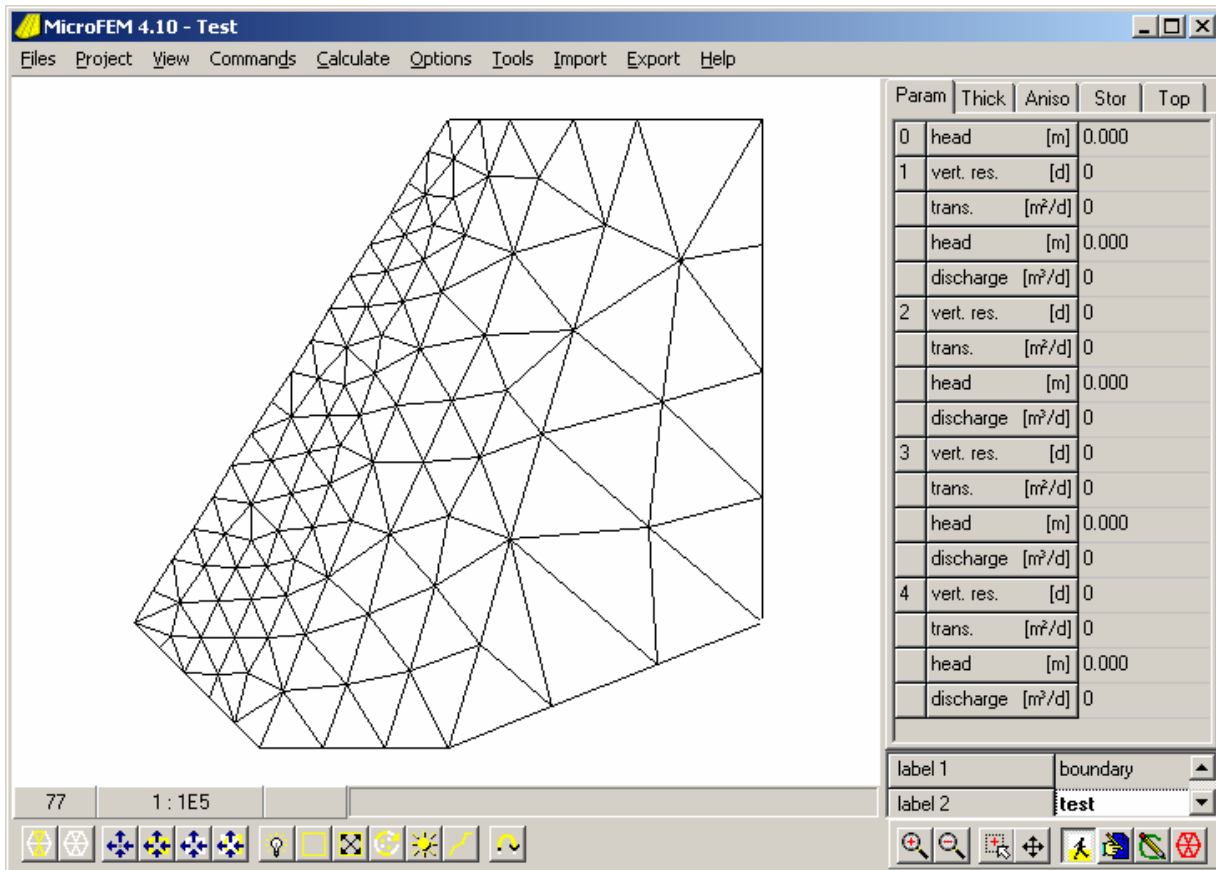 MicroFEM 4.10 - Test
Files Project View Commands Calculate Options Tools Import Export Help
Param Thick Aniso Stor Top
0 head [m] 0.000
1 vert. res. [d] 0
trans. [m²/d] 0
head [m] 0.000
discharge [m³/d] 0
2 vert. res. [d] 0
trans. [m²/d] 0
head [m] 0.000
discharge [m³/d] 0
3 vert. res. [d] 0
trans. [m²/d] 0
head [m] 0.000
discharge [m³/d] 0
4 vert. res. [d] 0
trans. [m²/d] 0
head [m] 0.000
discharge [m³/d] 0
label 1 boundary
77 1 : 1E5
label 2 test